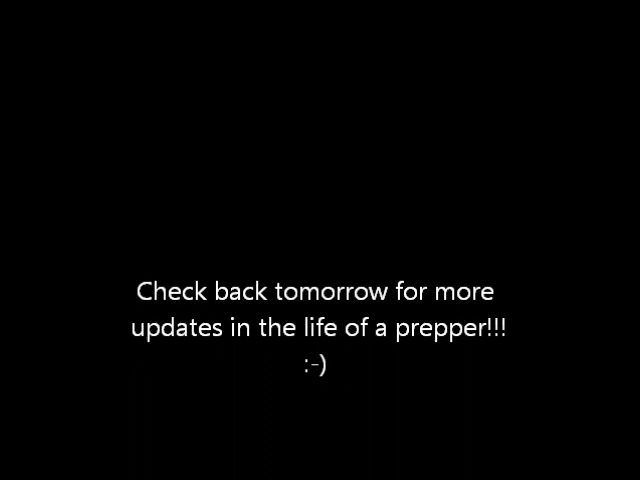 Check back tomorrow for more
updates in the life of a prepper!!!
:-)